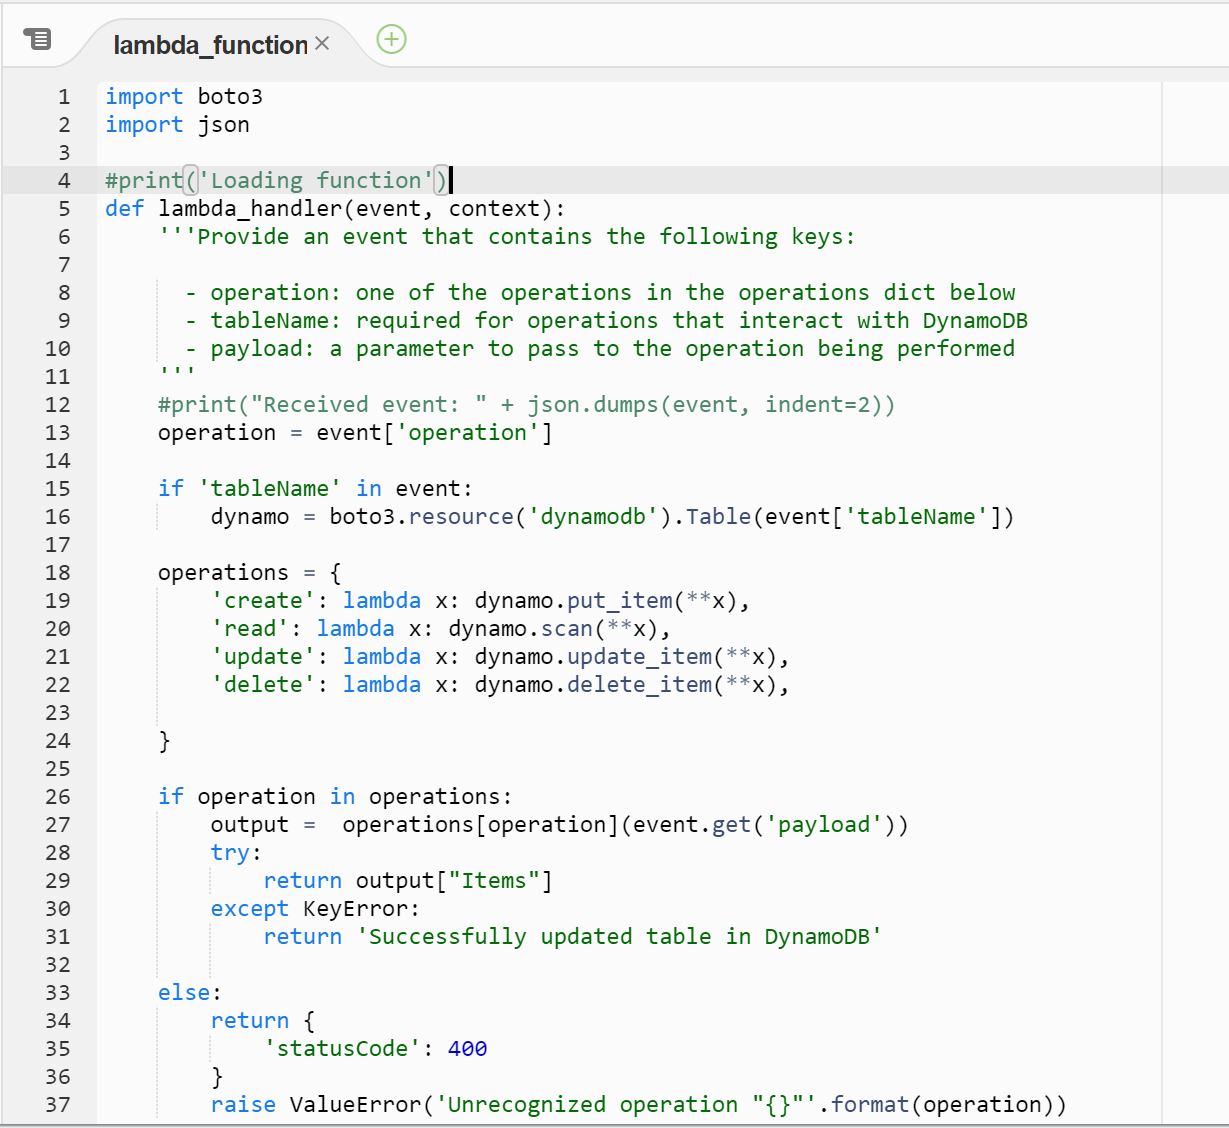 lambda_function ×
1 import boto3
2 import json
3
4 #print('Loading function')
5 def lambda_handler(event, context):
6     '''Provide an event that contains the following keys:
7
8       - operation: one of the operations in the operations dict below
9       - tableName: required for operations that interact with DynamoDB
10       - payload: a parameter to pass to the operation being performed
11     '''
12     #print("Received event: " + json.dumps(event, indent=2))
13     operation = event['operation']
14
15     if 'tableName' in event:
16         dynamo = boto3.resource('dynamodb').Table(event['tableName'])
17
18     operations = {
19         'create': lambda x: dynamo.put_item(**x),
20         'read': lambda x: dynamo.scan(**x),
21         'update': lambda x: dynamo.update_item(**x),
22         'delete': lambda x: dynamo.delete_item(**x),
23
24     }
25
26     if operation in operations:
27         output =  operations[operation](event.get('payload'))
28         try:
29             return output["Items"]
30         except KeyError:
31             return 'Successfully updated table in DynamoDB'
32
33     else:
34         return {
35             'statusCode': 400
36         }
37         raise ValueError('Unrecognized operation "{}"'.format(operation))